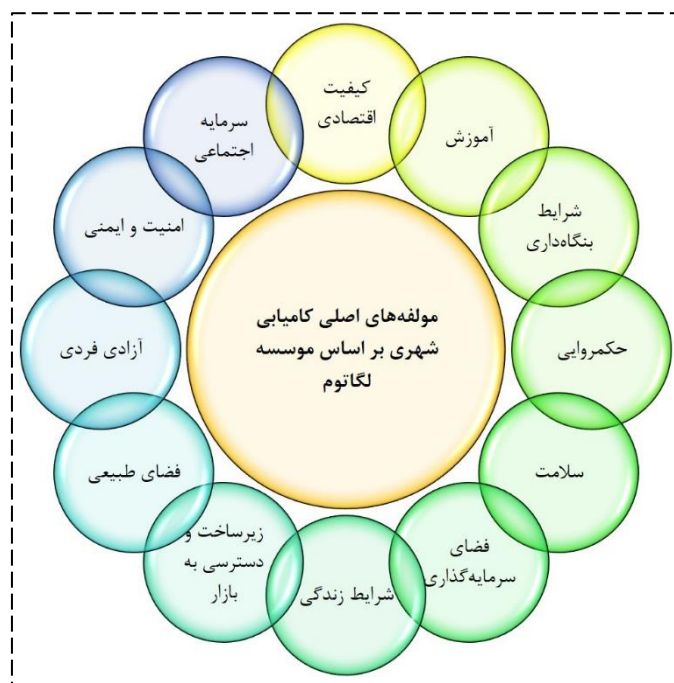 مولفه‌های اصلی کامیابی
شهری بر اساس موسسه
لگاتوم
کیفیت
اقتصادی
آموزش
شرایط
بنگاه‌داری
حکمروایی
سلامت
فضای
سرمایه‌گذاری
شرایط زندگی
زیرساخت و
دسترسی به
بازار
فضای طبیعی
آزادی فردی
امنیت و ایمنی
سرمایه
اجتماعی